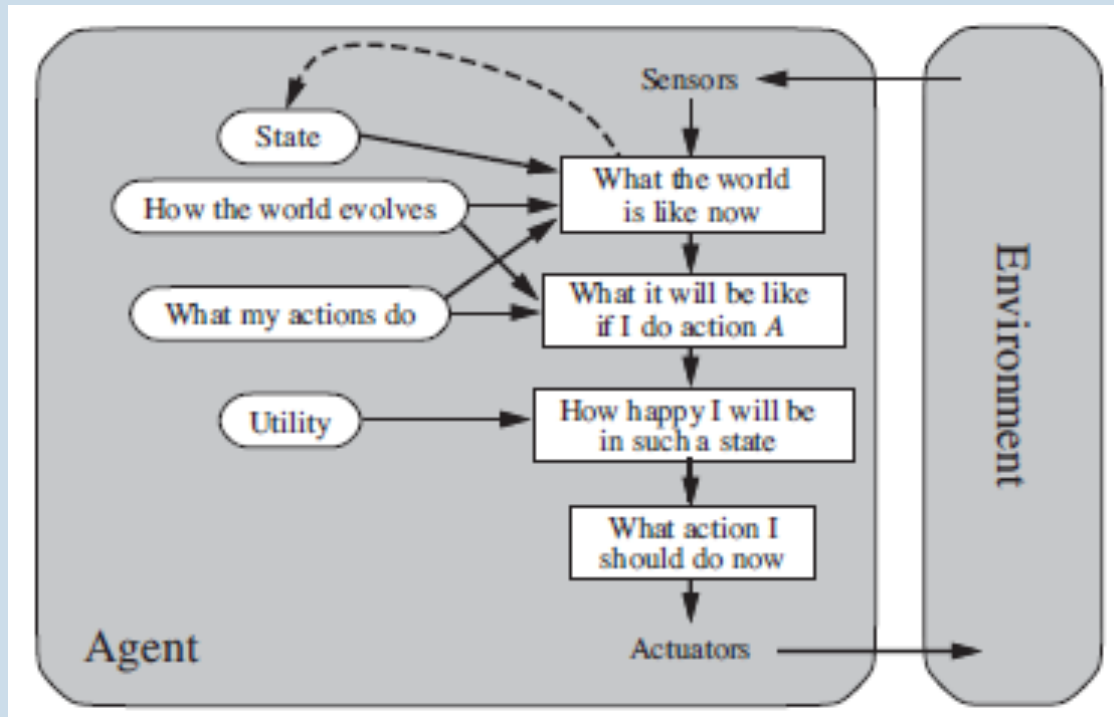 Sensors
State
What the world
is like now
How the world evolves
What it will be like
if I do action A
What my actions do
How happy I will be
in such a state
Utility
What action I
should do now
Agent
Actuators
Environment